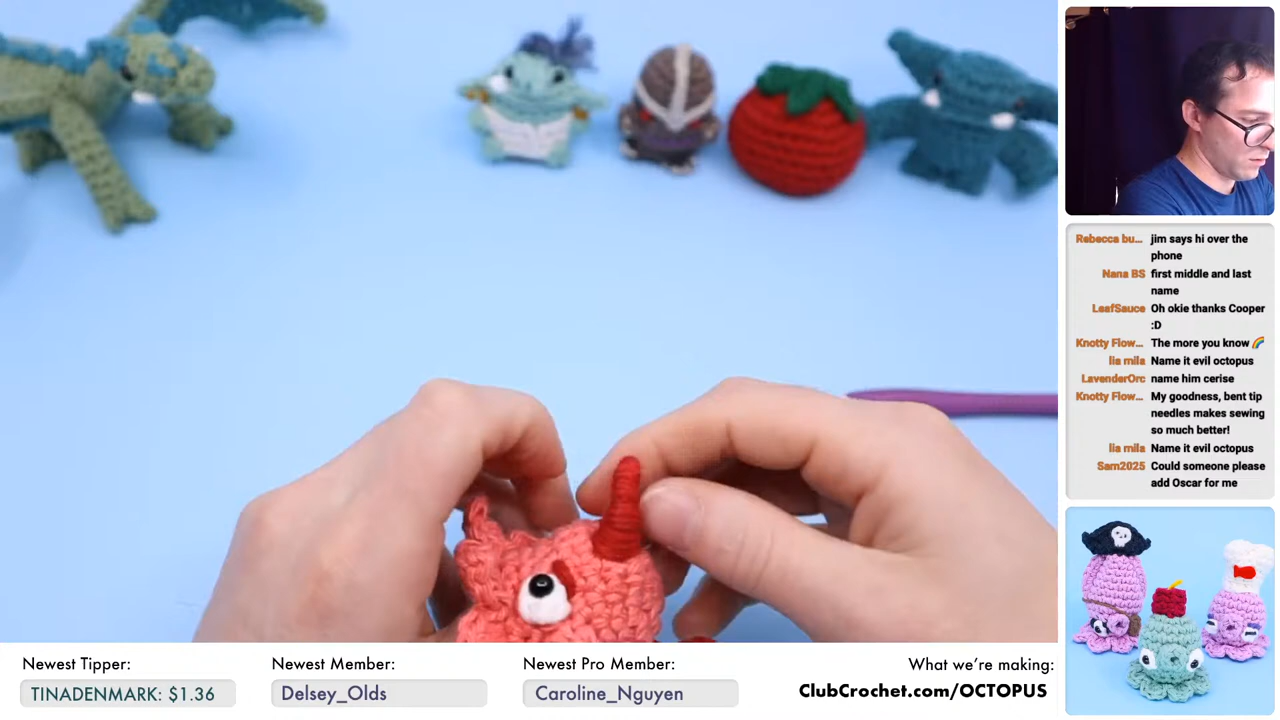 Rebecca bu... jim says hi over the
phone
Nana BS first middle and last
name
LeafSauce Oh okie thanks Cooper
:D
Knotty Flow... The more you know 🌈
lia mila Name it evil octopus
LavenderOrc name him cerise
Knotty Flow... My goodness, bent tip
needles makes sewing
so much better!
lia mila Name it evil octopus
Sam2025 Could someone please
add Oscar for me
Newest Tipper:
TINADENMARK: $1.36
Newest Member:
Delsey_Olds
Newest Pro Member:
Caroline_Nguyen
What we're making:
ClubCrochet.com/OCTOPUS